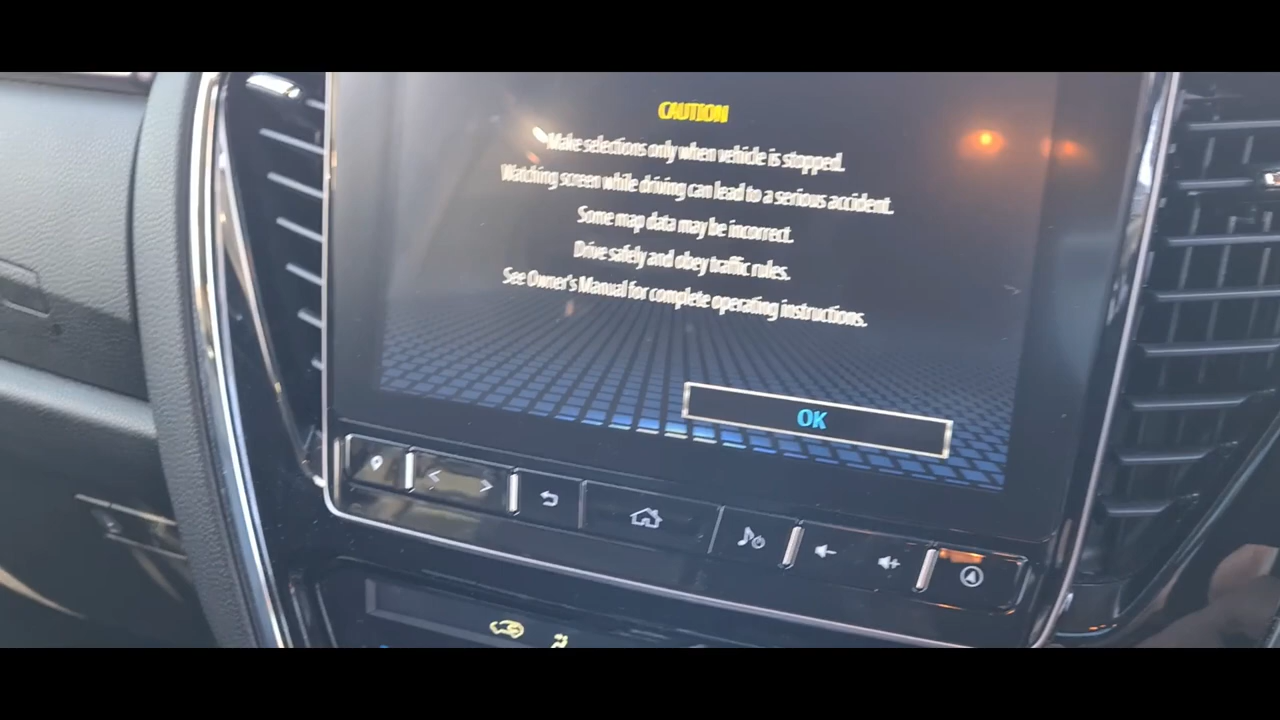 CAUTION
Make selections only when vehicle is stopped.
Watching screen while driving can lead to a serious accident.
Some map data may be incorrect.
Drive safely and obey traffic rules.
See Owner's Manual for complete operating instructions.
OK